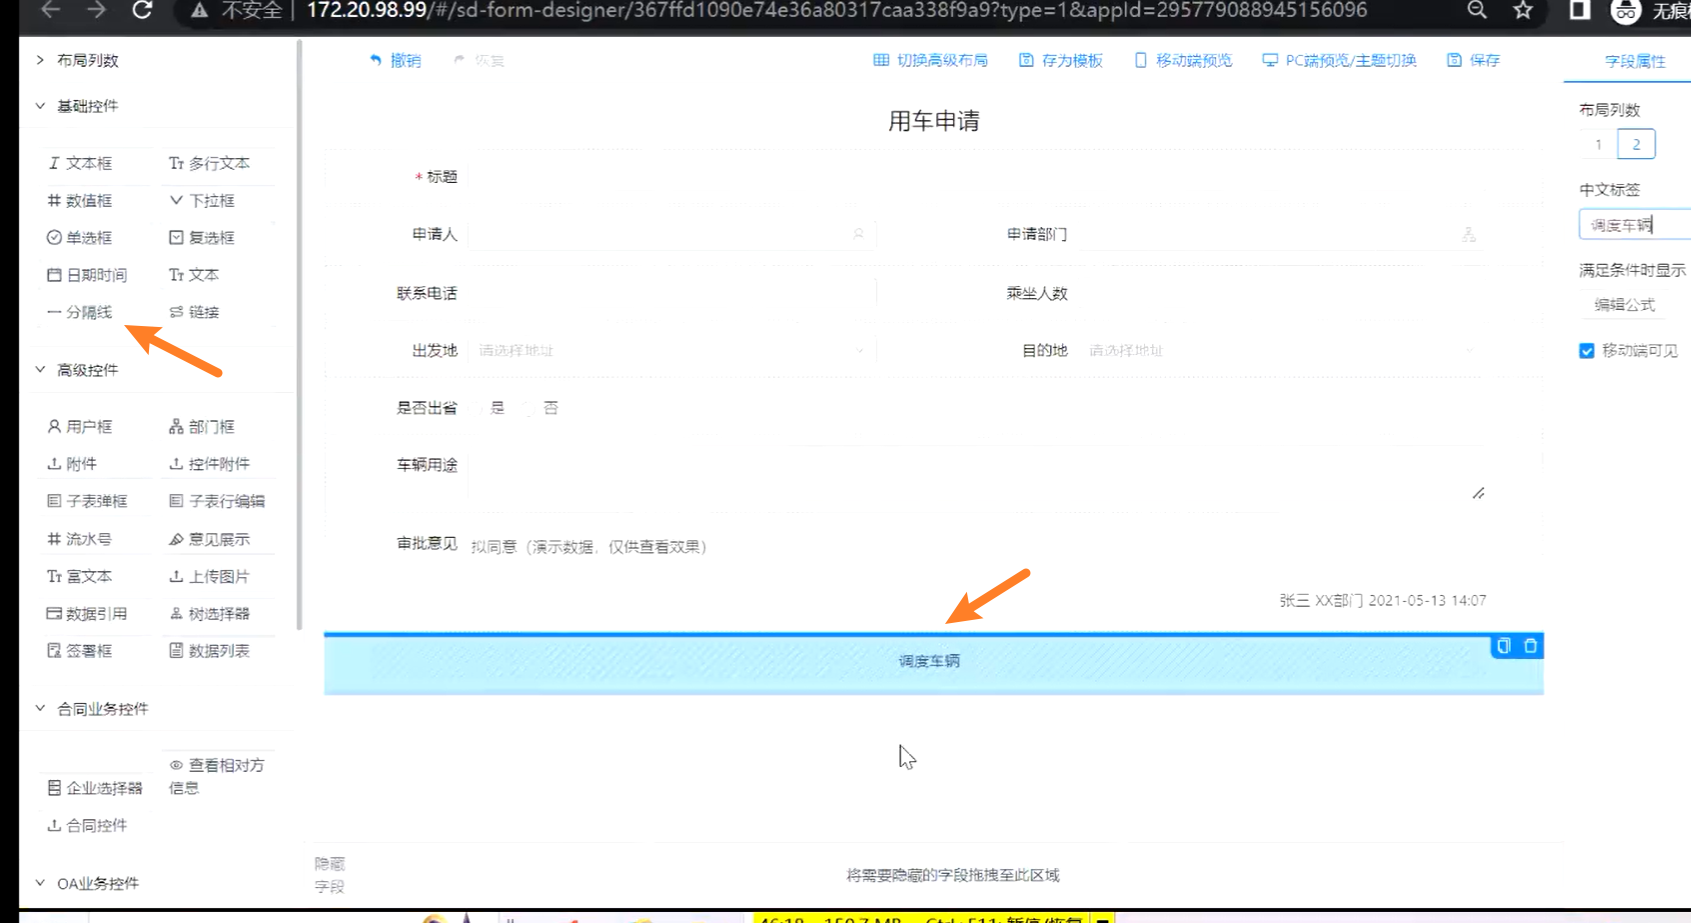 不安全 172.20.98.99/#/sd-form-designer/367ffd1090e74e36a80317caa338f9a9?type=1&appId=295779088945156096 无痕
布局列数
撤销 恢复 切换高级布局 存为模板 移动端预览 PC端预览/主题切换 保存
字段属性
基础控件
用车申请
布局列数
1 2
文本框 多行文本
*标题
数值框 下拉框
中文标签
调度车辆
单选框 复选框
申请人 申请部门
日期时间 文本
满足条件时显示
联系电话 乘坐人数
编辑公式
分隔线 链接
出发地 请选择地址 目的地 请选择地址
移动端可见
高级控件
是否出省 是 否
用户框 部门框
附件 控件附件
车辆用途
子表弹框 子表行编辑
流水号 意见展示
审批意见 拟同意（演示数据，仅供查看效果）
富文本 上传图片
张三 XX部门 2021-05-13 14:07
数据引用 树选择器
签署框 数据列表
调度车辆
合同业务控件
企业选择器 查看相对方
信息
合同控件
隐藏
字段
将需要隐藏的字段拖拽至此区域
OA业务控件